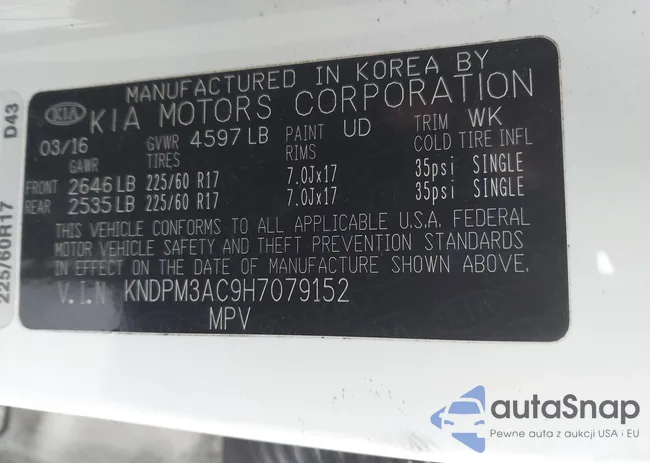 MANUFACTURED IN KOREA BY
KIA KIA MOTORS CORPORATION
03/16 GVWR 4597 LB PAINT UD TRIM WK
GAWR TIRES RIMS COLD TIRE INFL
FRONT 2646 LB 225/60 R17 7.0Jx17 35psi SINGLE
REAR 2535 LB 225/60 R17 7.0Jx17 35psi SINGLE
THIS VEHICLE CONFORMS TO ALL APPLICABLE U.S.A. FEDERAL
MOTOR VEHICLE SAFETY AND THEFT PREVENTION STANDARDS
IN EFFECT ON THE DATE OF MANUFACTURE SHOWN ABOVE.
V.I.N KNDPM3AC9H7079152
MPV
D43
225/60R17
autaSnap
Pewne auta z aukcji USA i EU